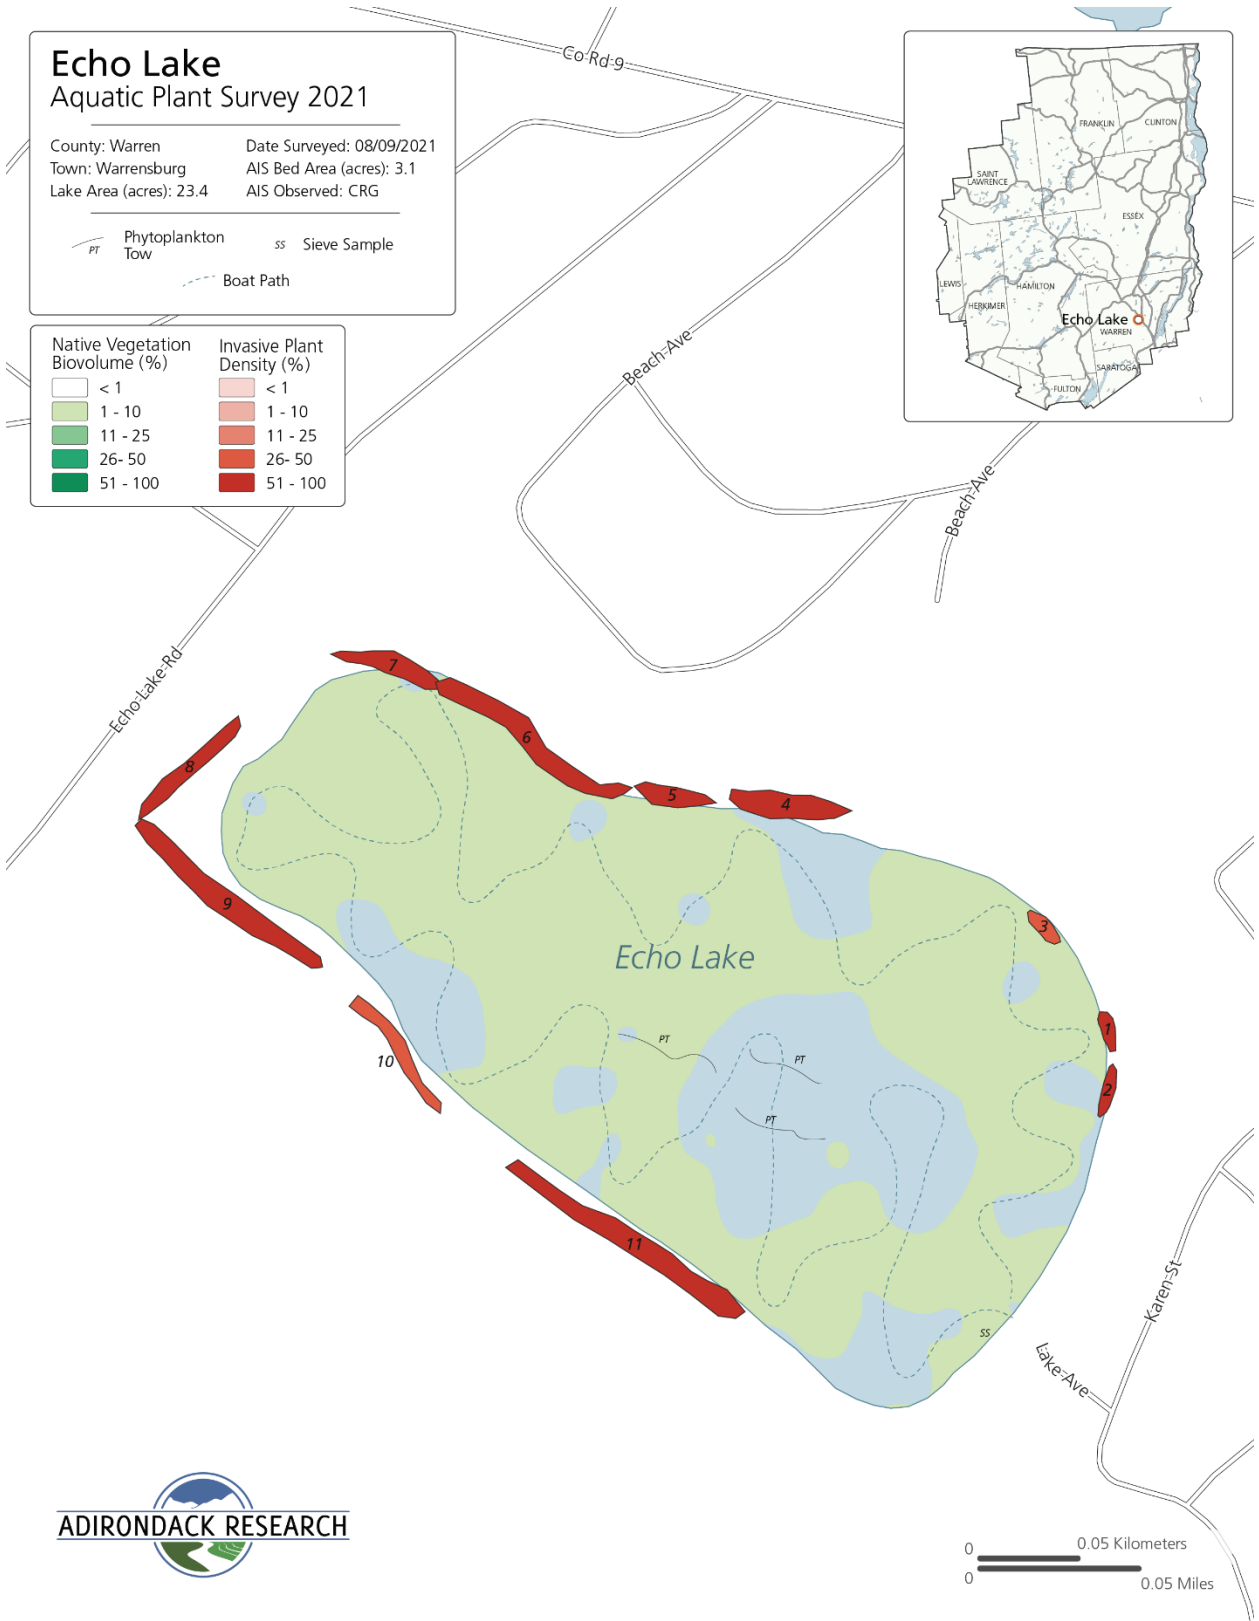 Echo Lake
Aquatic Plant Survey 2021
County: Warren
Town: Warrensburg
Lake Area (acres): 23.4
Date Surveyed: 08/09/2021
AIS Bed Area (acres): 3.1
AIS Observed: CRG
PT
Phytoplankton
Tow
SS
Sieve Sample
Boat Path
Native Vegetation
Biovolume (%)
< 1
1 - 10
11 - 25
26- 50
51 - 100
Invasive Plant
Density (%)
< 1
1 - 10
11 - 25
26- 50
51 - 100
Co Rd 9
FRANKLIN
CLINTON
SAINT
LAWRENCE
ESSEX
LEWIS
HAMILTON
HERKIMER
Echo Lake
WARREN
SARATOGA
FULTON
Beach-Ave
Beach-Ave
Echo-Lake-Rd
7
6
8
5
4
9
3
Echo Lake
1
10
PT
PT
2
PT
11
SS
Karen-St
Lake-Ave
ADIRONDACK RESEARCH
0
0.05 Kilometers
0
0.05 Miles